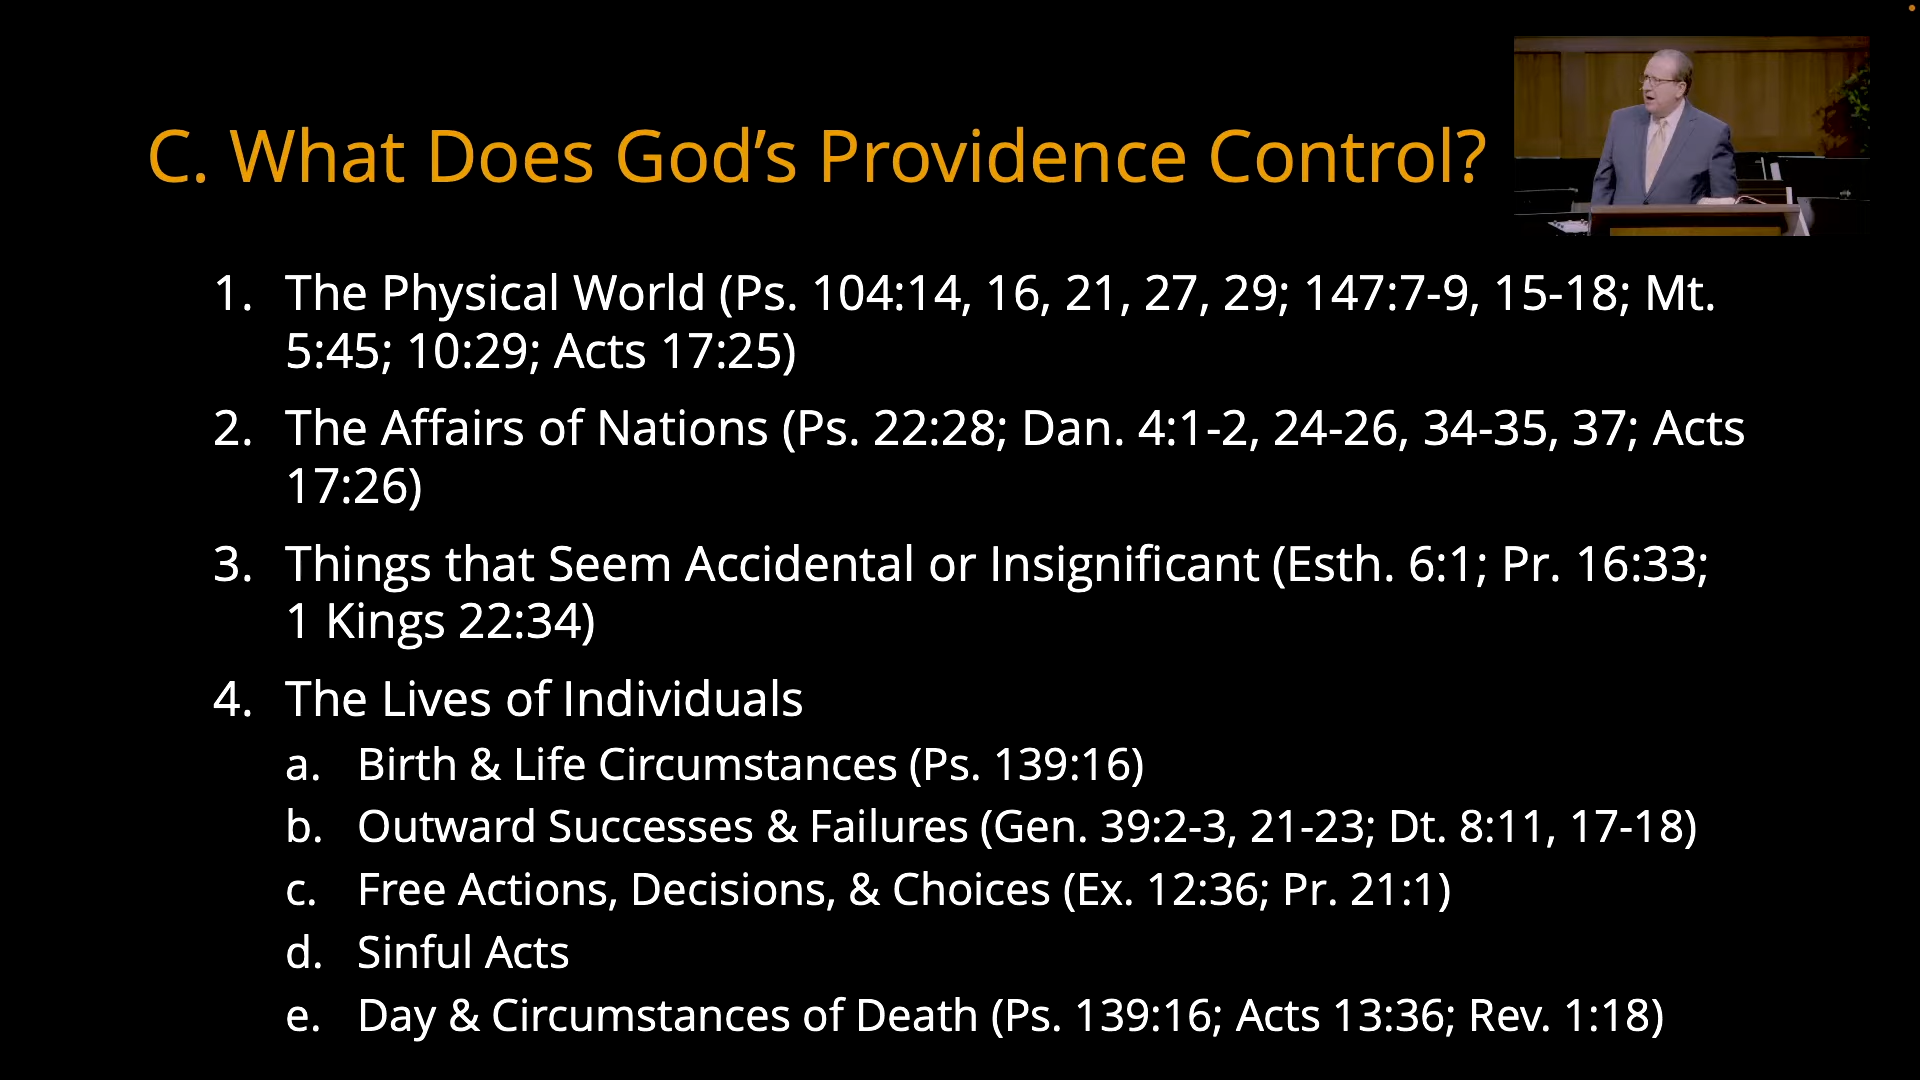 C. What Does God’s Providence Control?
1. The Physical World (Ps. 104:14, 16, 21, 27, 29; 147:7-9, 15-18; Mt.
5:45; 10:29; Acts 17:25)
2. The Affairs of Nations (Ps. 22:28; Dan. 4:1-2, 24-26, 34-35, 37; Acts
17:26)
3. Things that Seem Accidental or Insignificant (Esth. 6:1; Pr. 16:33;
1 Kings 22:34)
4. The Lives of Individuals
a. Birth & Life Circumstances (Ps. 139:16)
b. Outward Successes & Failures (Gen. 39:2-3, 21-23; Dt. 8:11, 17-18)
c. Free Actions, Decisions, & Choices (Ex. 12:36; Pr. 21:1)
d. Sinful Acts
e. Day & Circumstances of Death (Ps. 139:16; Acts 13:36; Rev. 1:18)